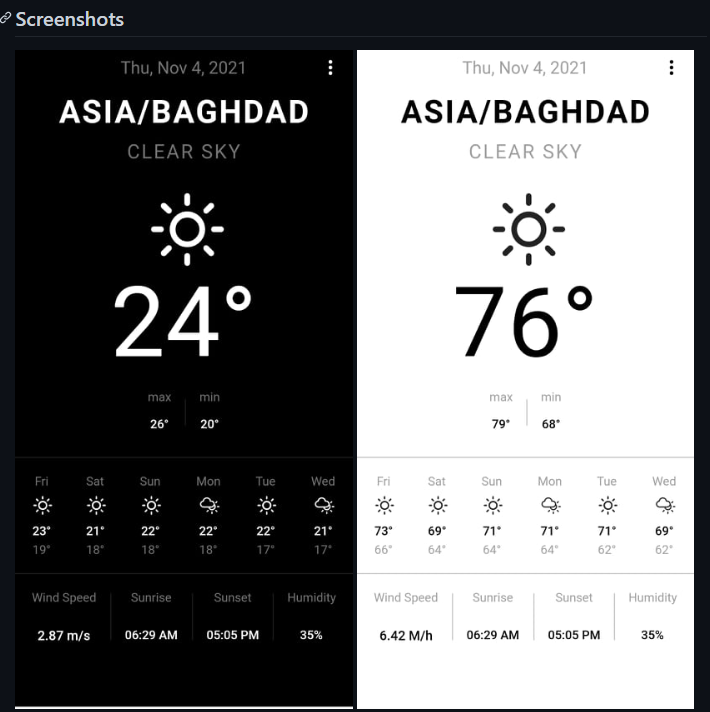 Screenshots
Thu, Nov 4, 2021
ASIA/BAGHDAD
CLEAR SKY
24°
max min
26° 20°
Fri Sat Sun Mon Tue Wed
23° 21° 22° 22° 22° 21°
19° 18° 18° 18° 17° 17°
Wind Speed Sunrise Sunset Humidity
2.87 m/s 06:29 AM 05:05 PM 35%
Thu, Nov 4, 2021
ASIA/BAGHDAD
CLEAR SKY
76°
max min
79° 68°
Fri Sat Sun Mon Tue Wed
73° 69° 71° 71° 71° 69°
66° 64° 64° 64° 62° 62°
Wind Speed Sunrise Sunset Humidity
6.42 M/h 06:29 AM 05:05 PM 35%